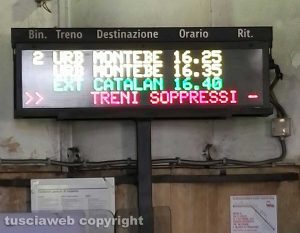 Bin. Treno Destinazione Orario Rit.
2 URB MONTEBE 16.25
URB MONTEBE 16.35
EXT CATALAN 16.40
>> TRENI SOPPRESSI -
tusciaweb copyright